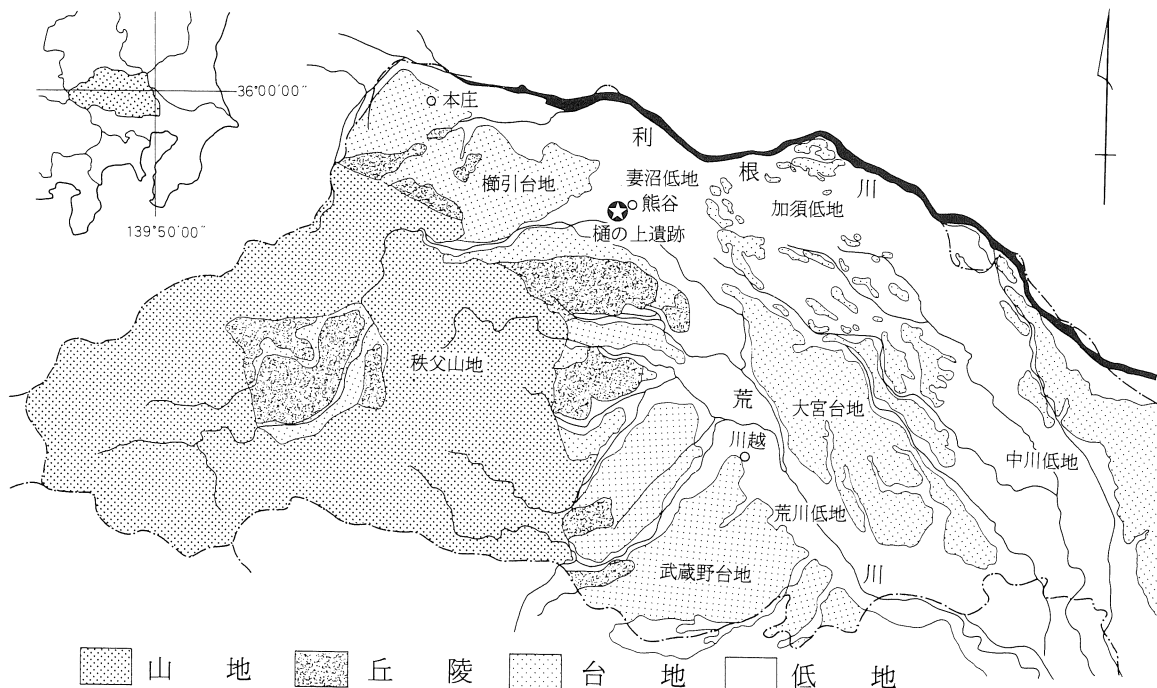 36°00'00"
139°50'00"
本庄
利根川
櫛引台地
妻沼低地
熊谷
加須低地
樋の上遺跡
秩父山地
荒川
大宮台地
川越
中川低地
荒川低地
武蔵野台地
山地
丘陵
台地
低地